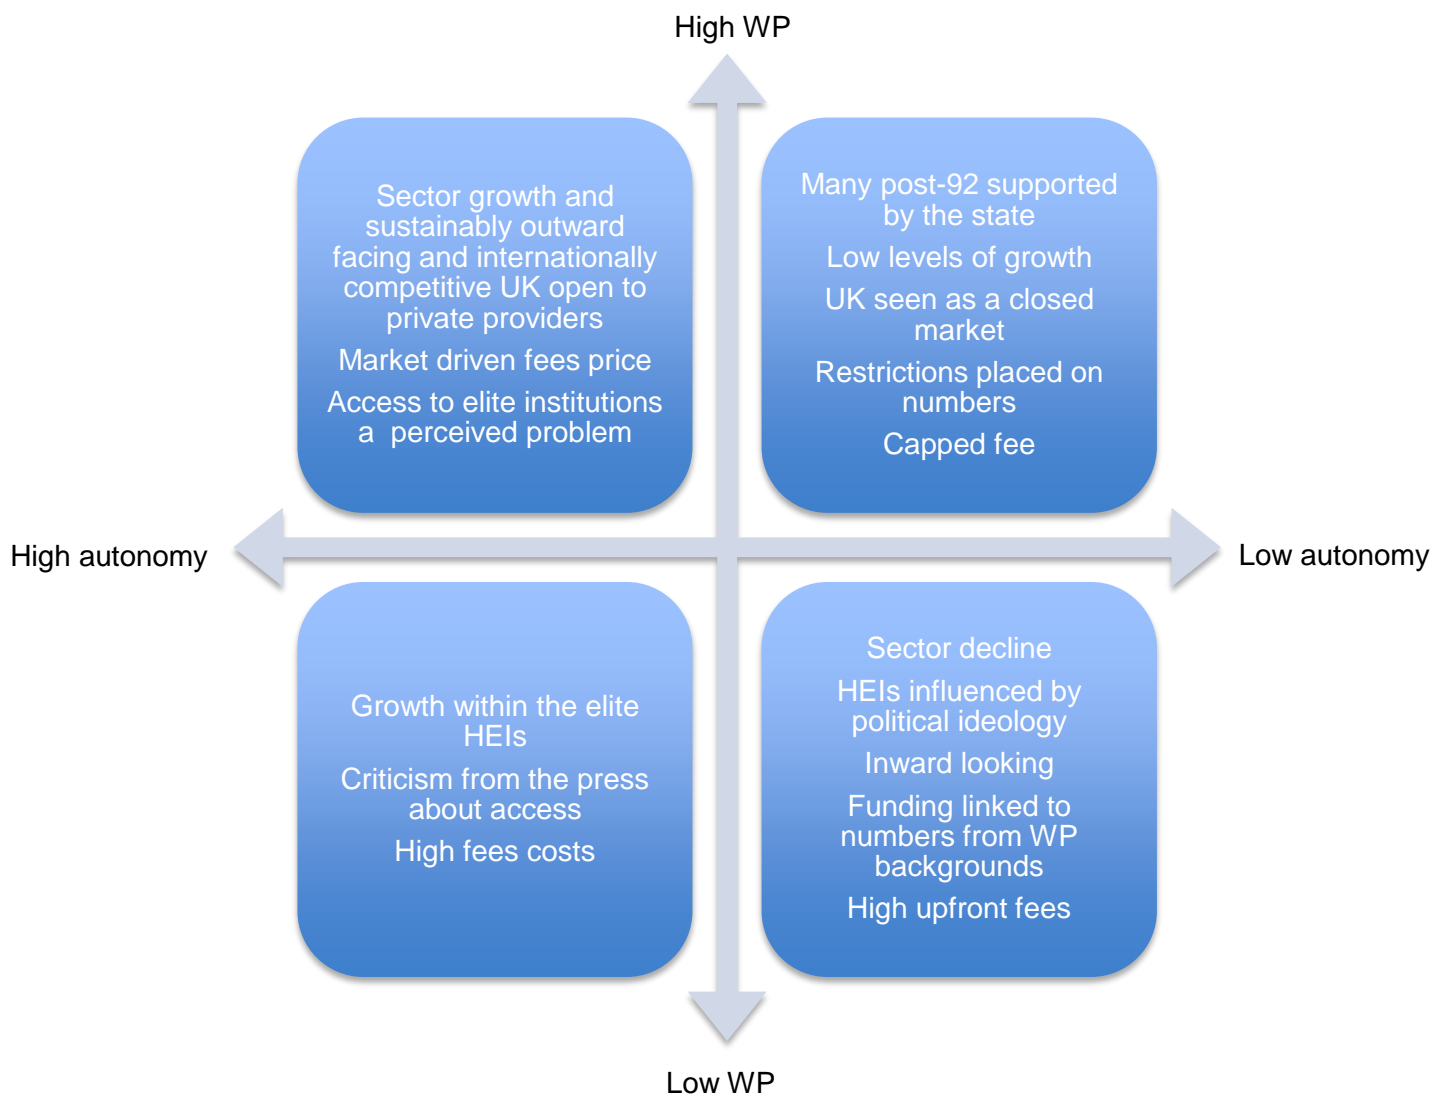 High WP
Sector growth and
sustainably outward
facing and internationally
competitive UK open to
private providers
Market driven fees price
Access to elite institutions
a perceived problem
Many post-92 supported
by the state
Low levels of growth
UK seen as a closed
market
Restrictions placed on
numbers
Capped fee
High autonomy
Low autonomy
Growth within the elite
HEIs
Criticism from the press
about access
High fees costs
Sector decline
HEIs influenced by
political ideology
Inward looking
Funding linked to
numbers from WP
backgrounds
High upfront fees
Low WP